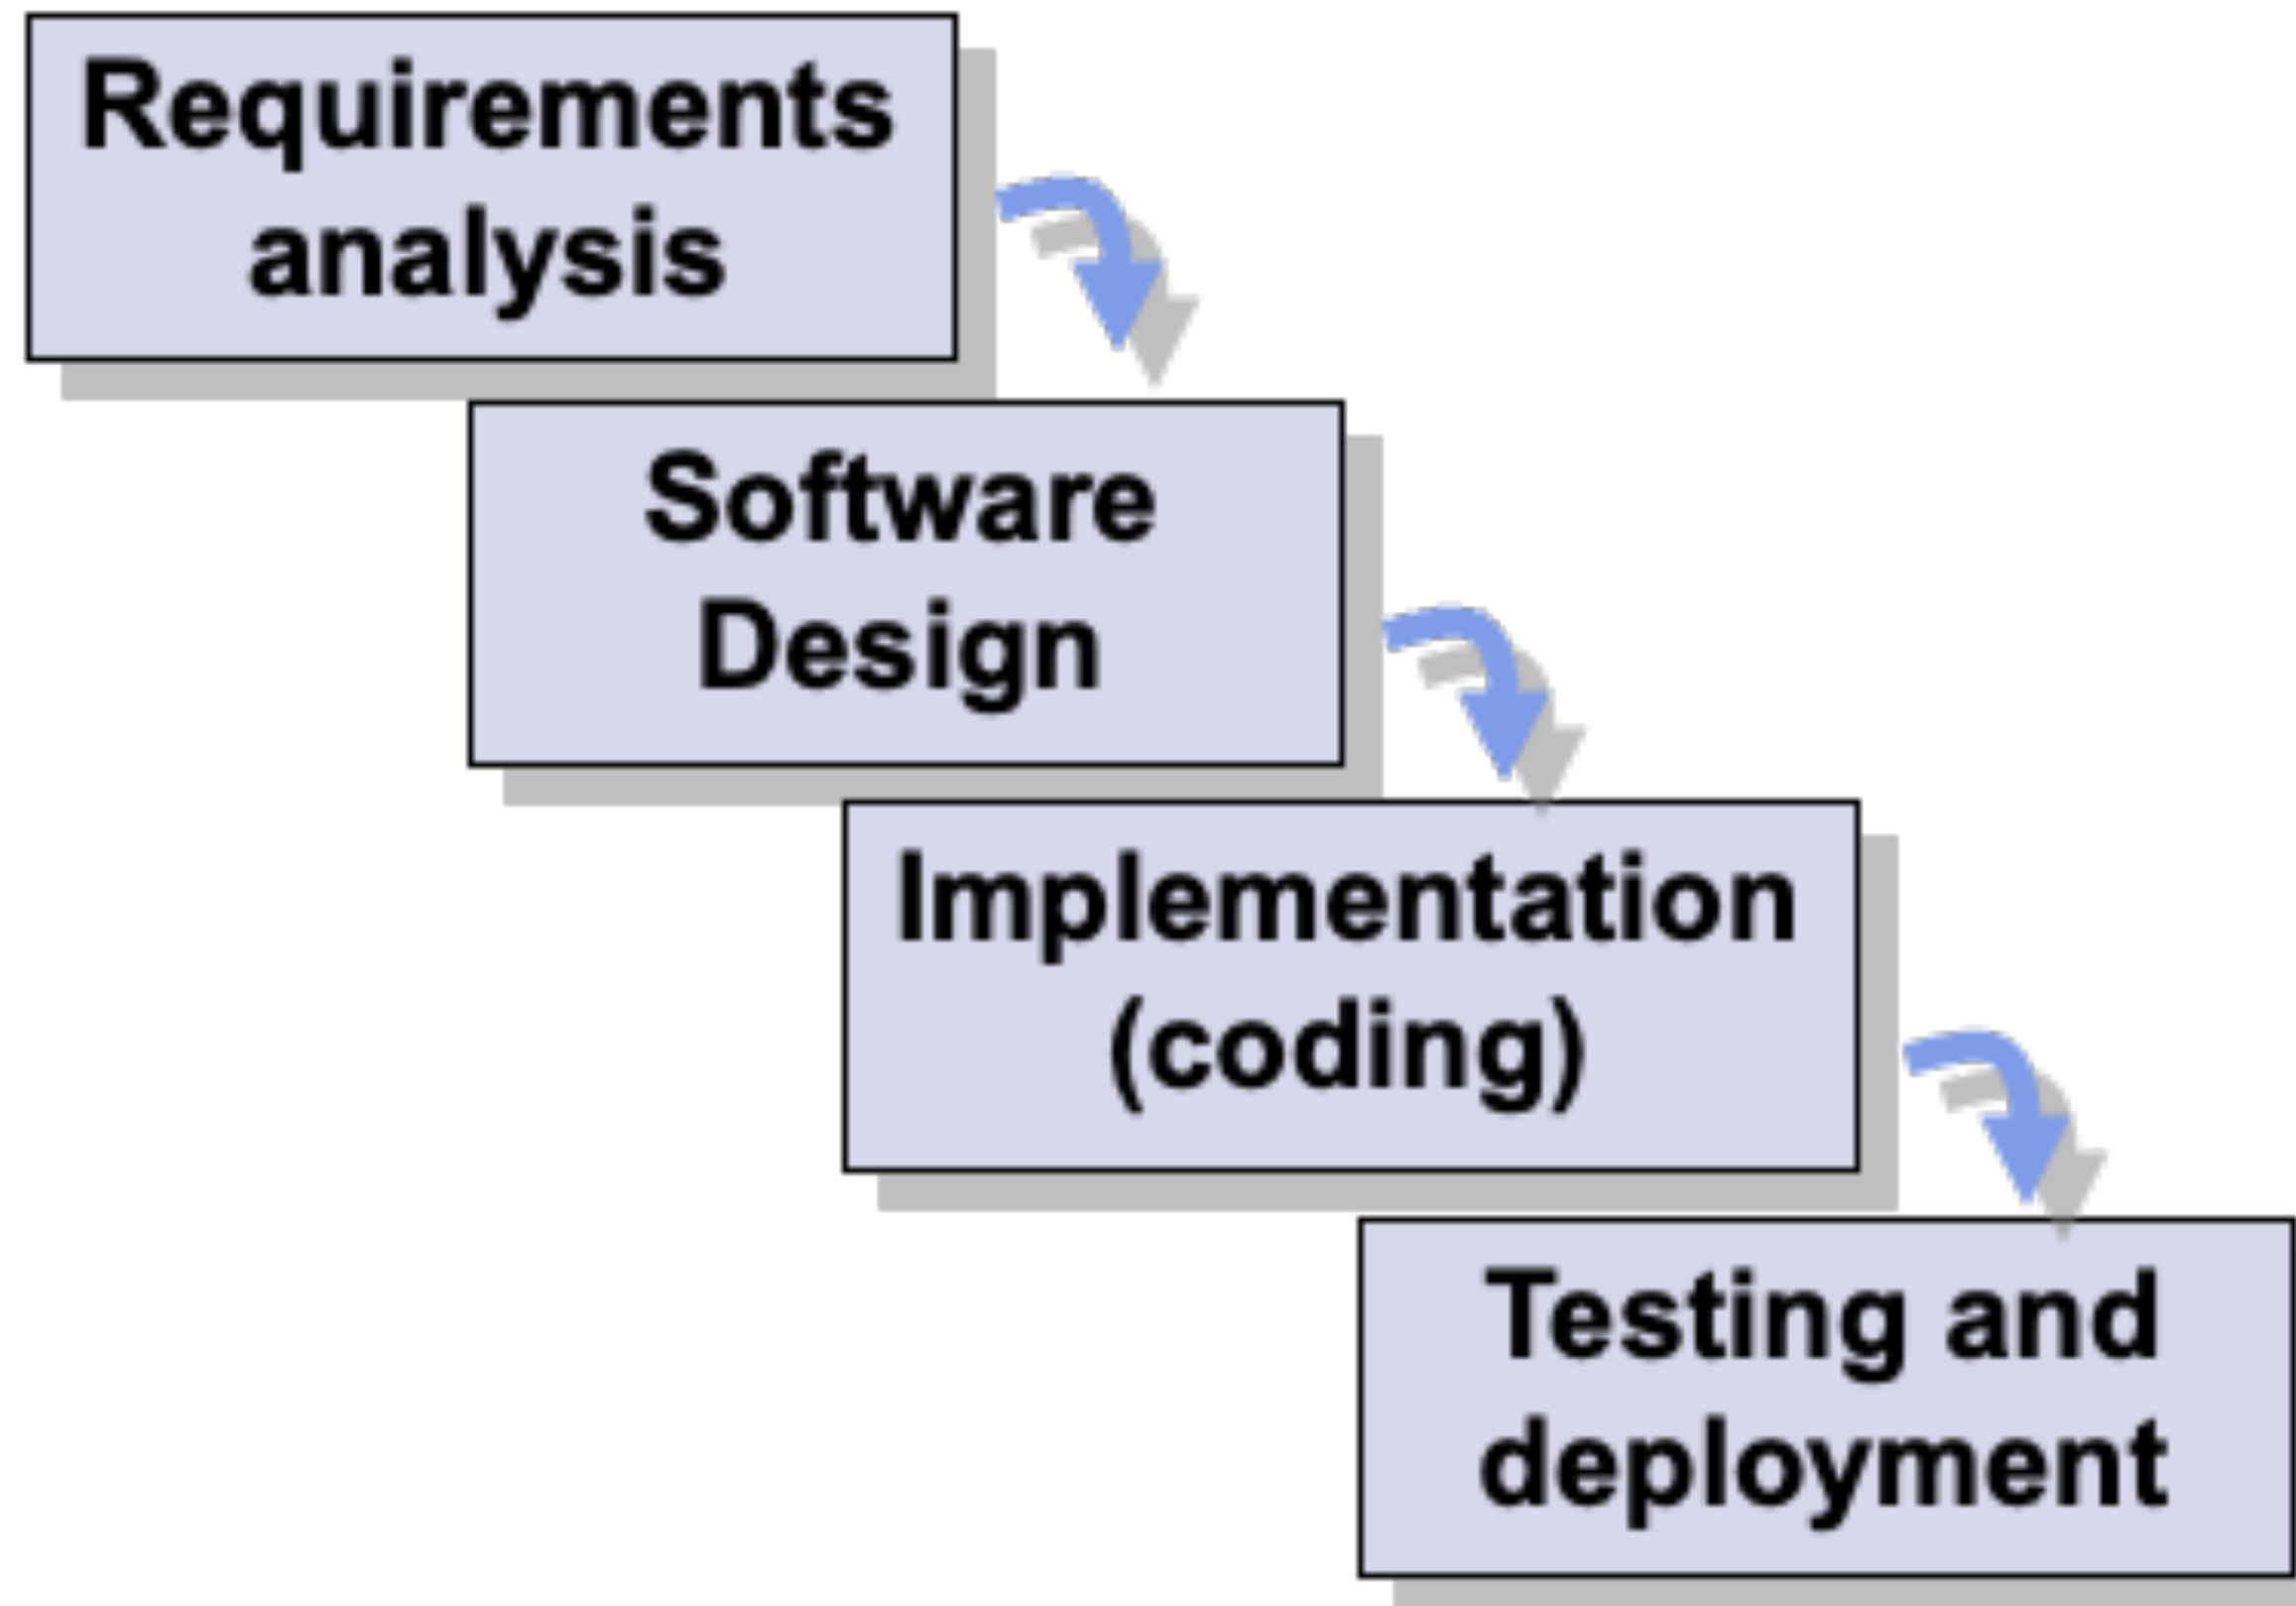 Requirements
analysis
Software
Design
Implementation
(coding)
Testing and
deployment